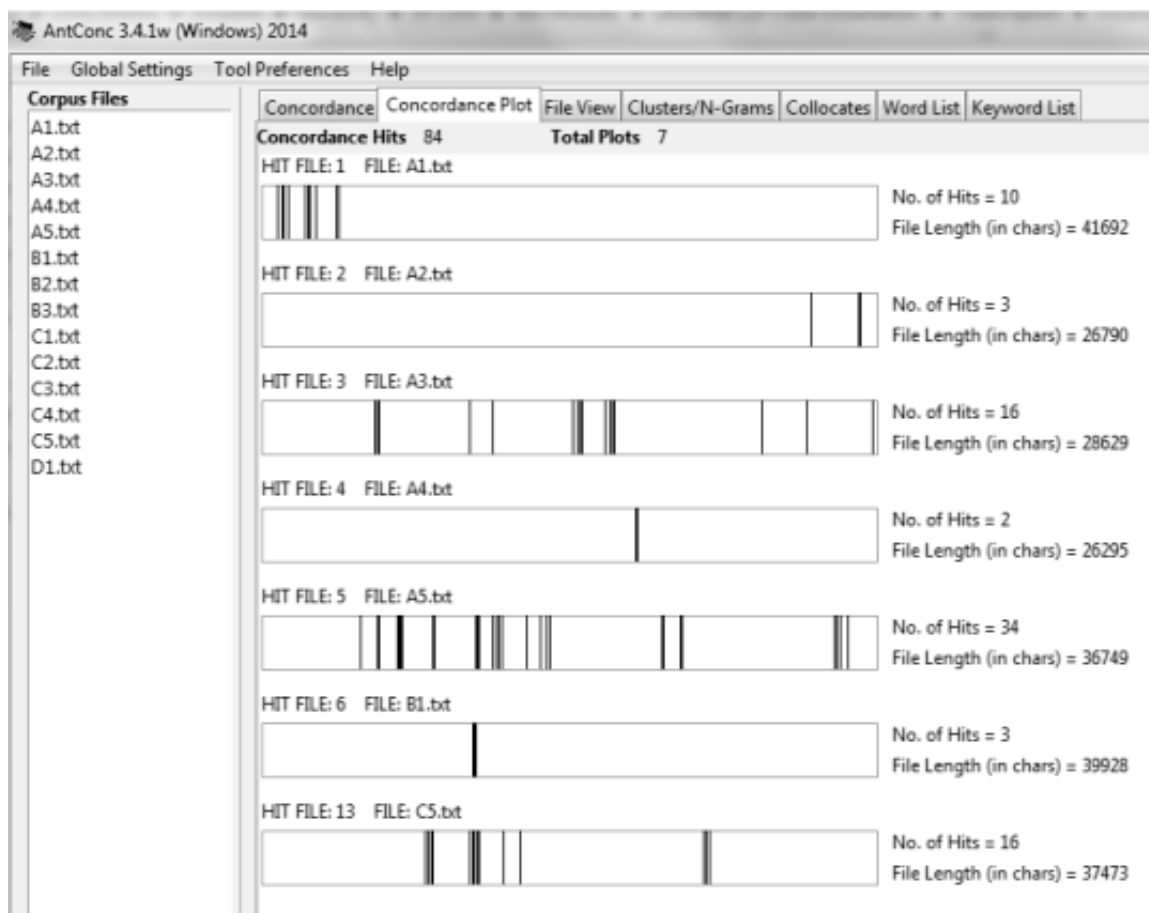 AntConc 3.4.1w (Windows) 2014
File Global Settings Tool Preferences Help
Corpus Files
A1.txt
A2.txt
A3.txt
A4.txt
A5.txt
B1.txt
B2.txt
B3.txt
C1.txt
C2.txt
C3.txt
C4.txt
C5.txt
D1.txt
Concordance Concordance Plot File View Clusters/N-Grams Collocates Word List Keyword List
Concordance Hits 84 Total Plots 7
HIT FILE: 1 FILE: A1.txt
No. of Hits = 10
File Length (in chars) = 41692
HIT FILE: 2 FILE: A2.txt
No. of Hits = 3
File Length (in chars) = 26790
HIT FILE: 3 FILE: A3.txt
No. of Hits = 16
File Length (in chars) = 28629
HIT FILE: 4 FILE: A4.txt
No. of Hits = 2
File Length (in chars) = 26295
HIT FILE: 5 FILE: A5.txt
No. of Hits = 34
File Length (in chars) = 36749
HIT FILE: 6 FILE: B1.txt
No. of Hits = 3
File Length (in chars) = 39928
HIT FILE: 13 FILE: C5.txt
No. of Hits = 16
File Length (in chars) = 37473